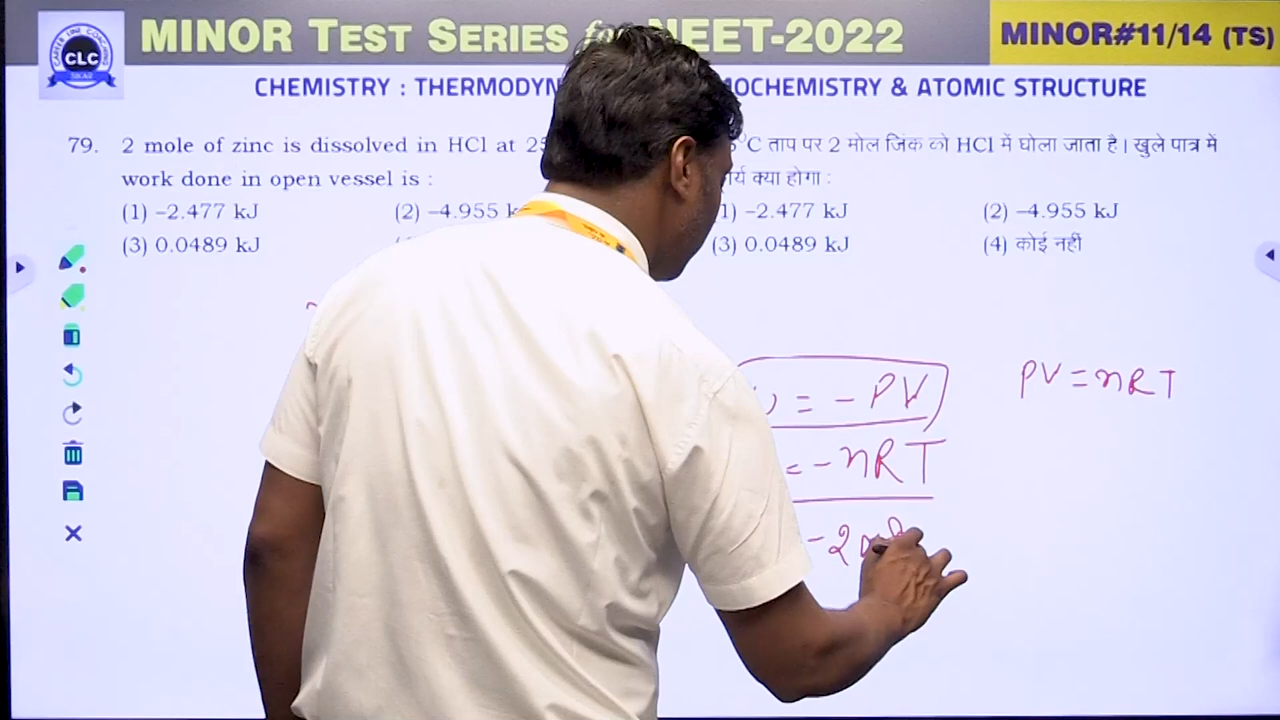 MINOR TEST SERIES for NEET-2022
MINOR#11/14 (TS)
CLC
SIKAR
CHEMISTRY : THERMODYN MOCHEMISTRY & ATOMIC STRUCTURE
79. 2 mole of zinc is dissolved in HCl at 25
work done in open vessel is :
(1) –2.477 kJ (2) –4.955 k
(3) 0.0489 kJ
°C ताप पर 2 मोल जिंक को HCl में घोला जाता है। खुले पात्र में
क्या होगा :
1) –2.477 kJ (2) –4.955 kJ
(3) 0.0489 kJ (4) कोई नहीं
= – PV
PV = nRT
= – nRT
– 2